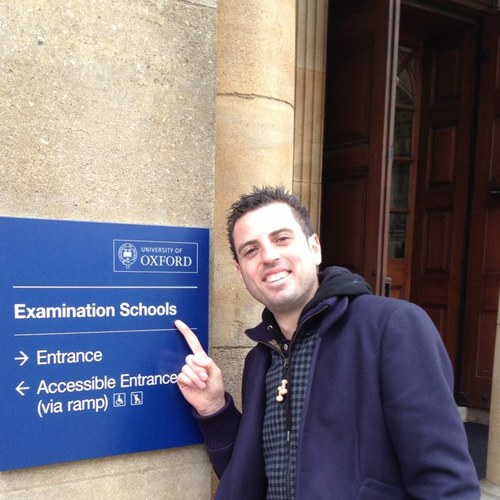 UNIVERSITY OF
OXFORD
Examination Schools
→ Entrance
← Accessible Entrance
(via ramp)